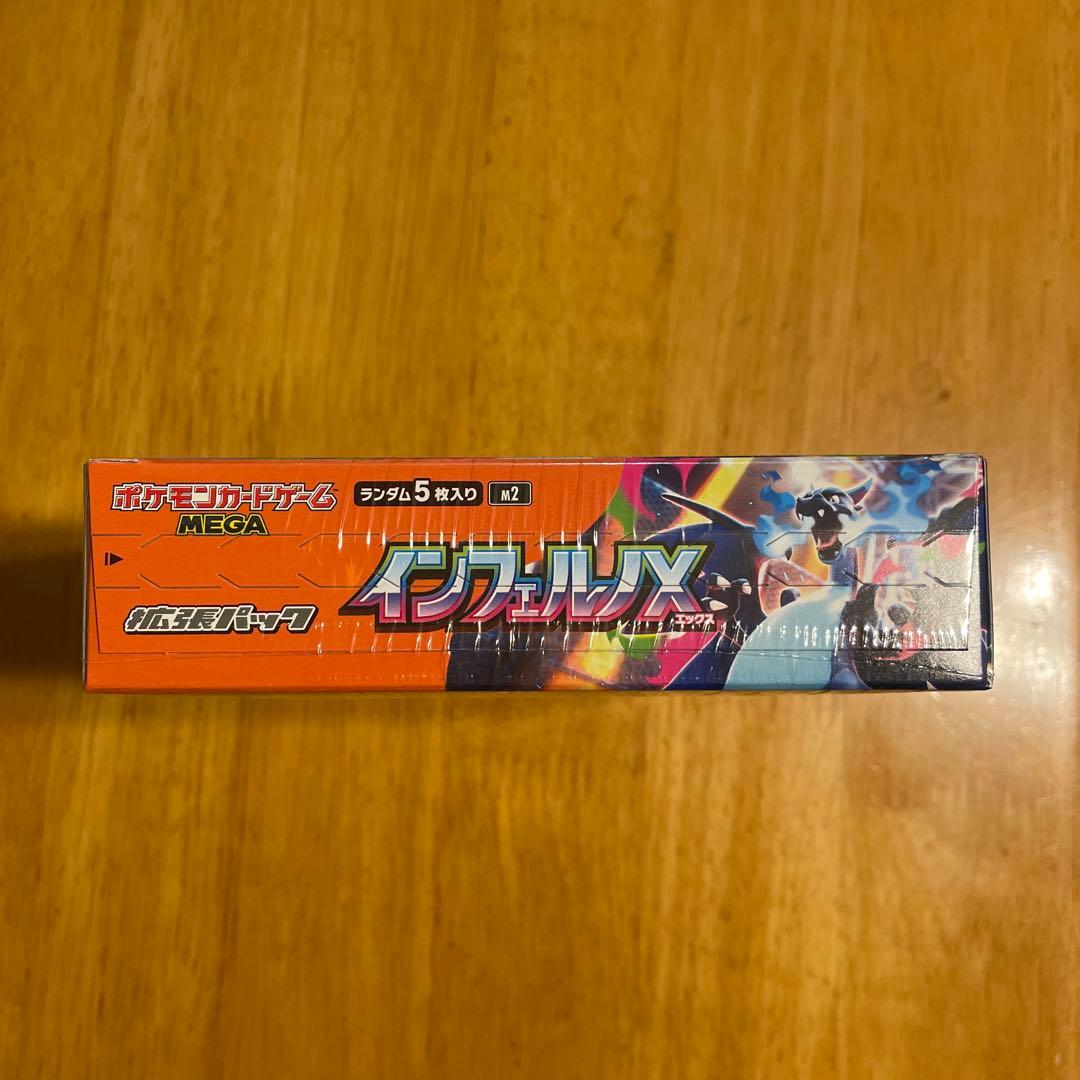 ポケモンカードゲーム
MEGA
ランダム5枚入り
M2
拡張パック
インフェルノX
エックス